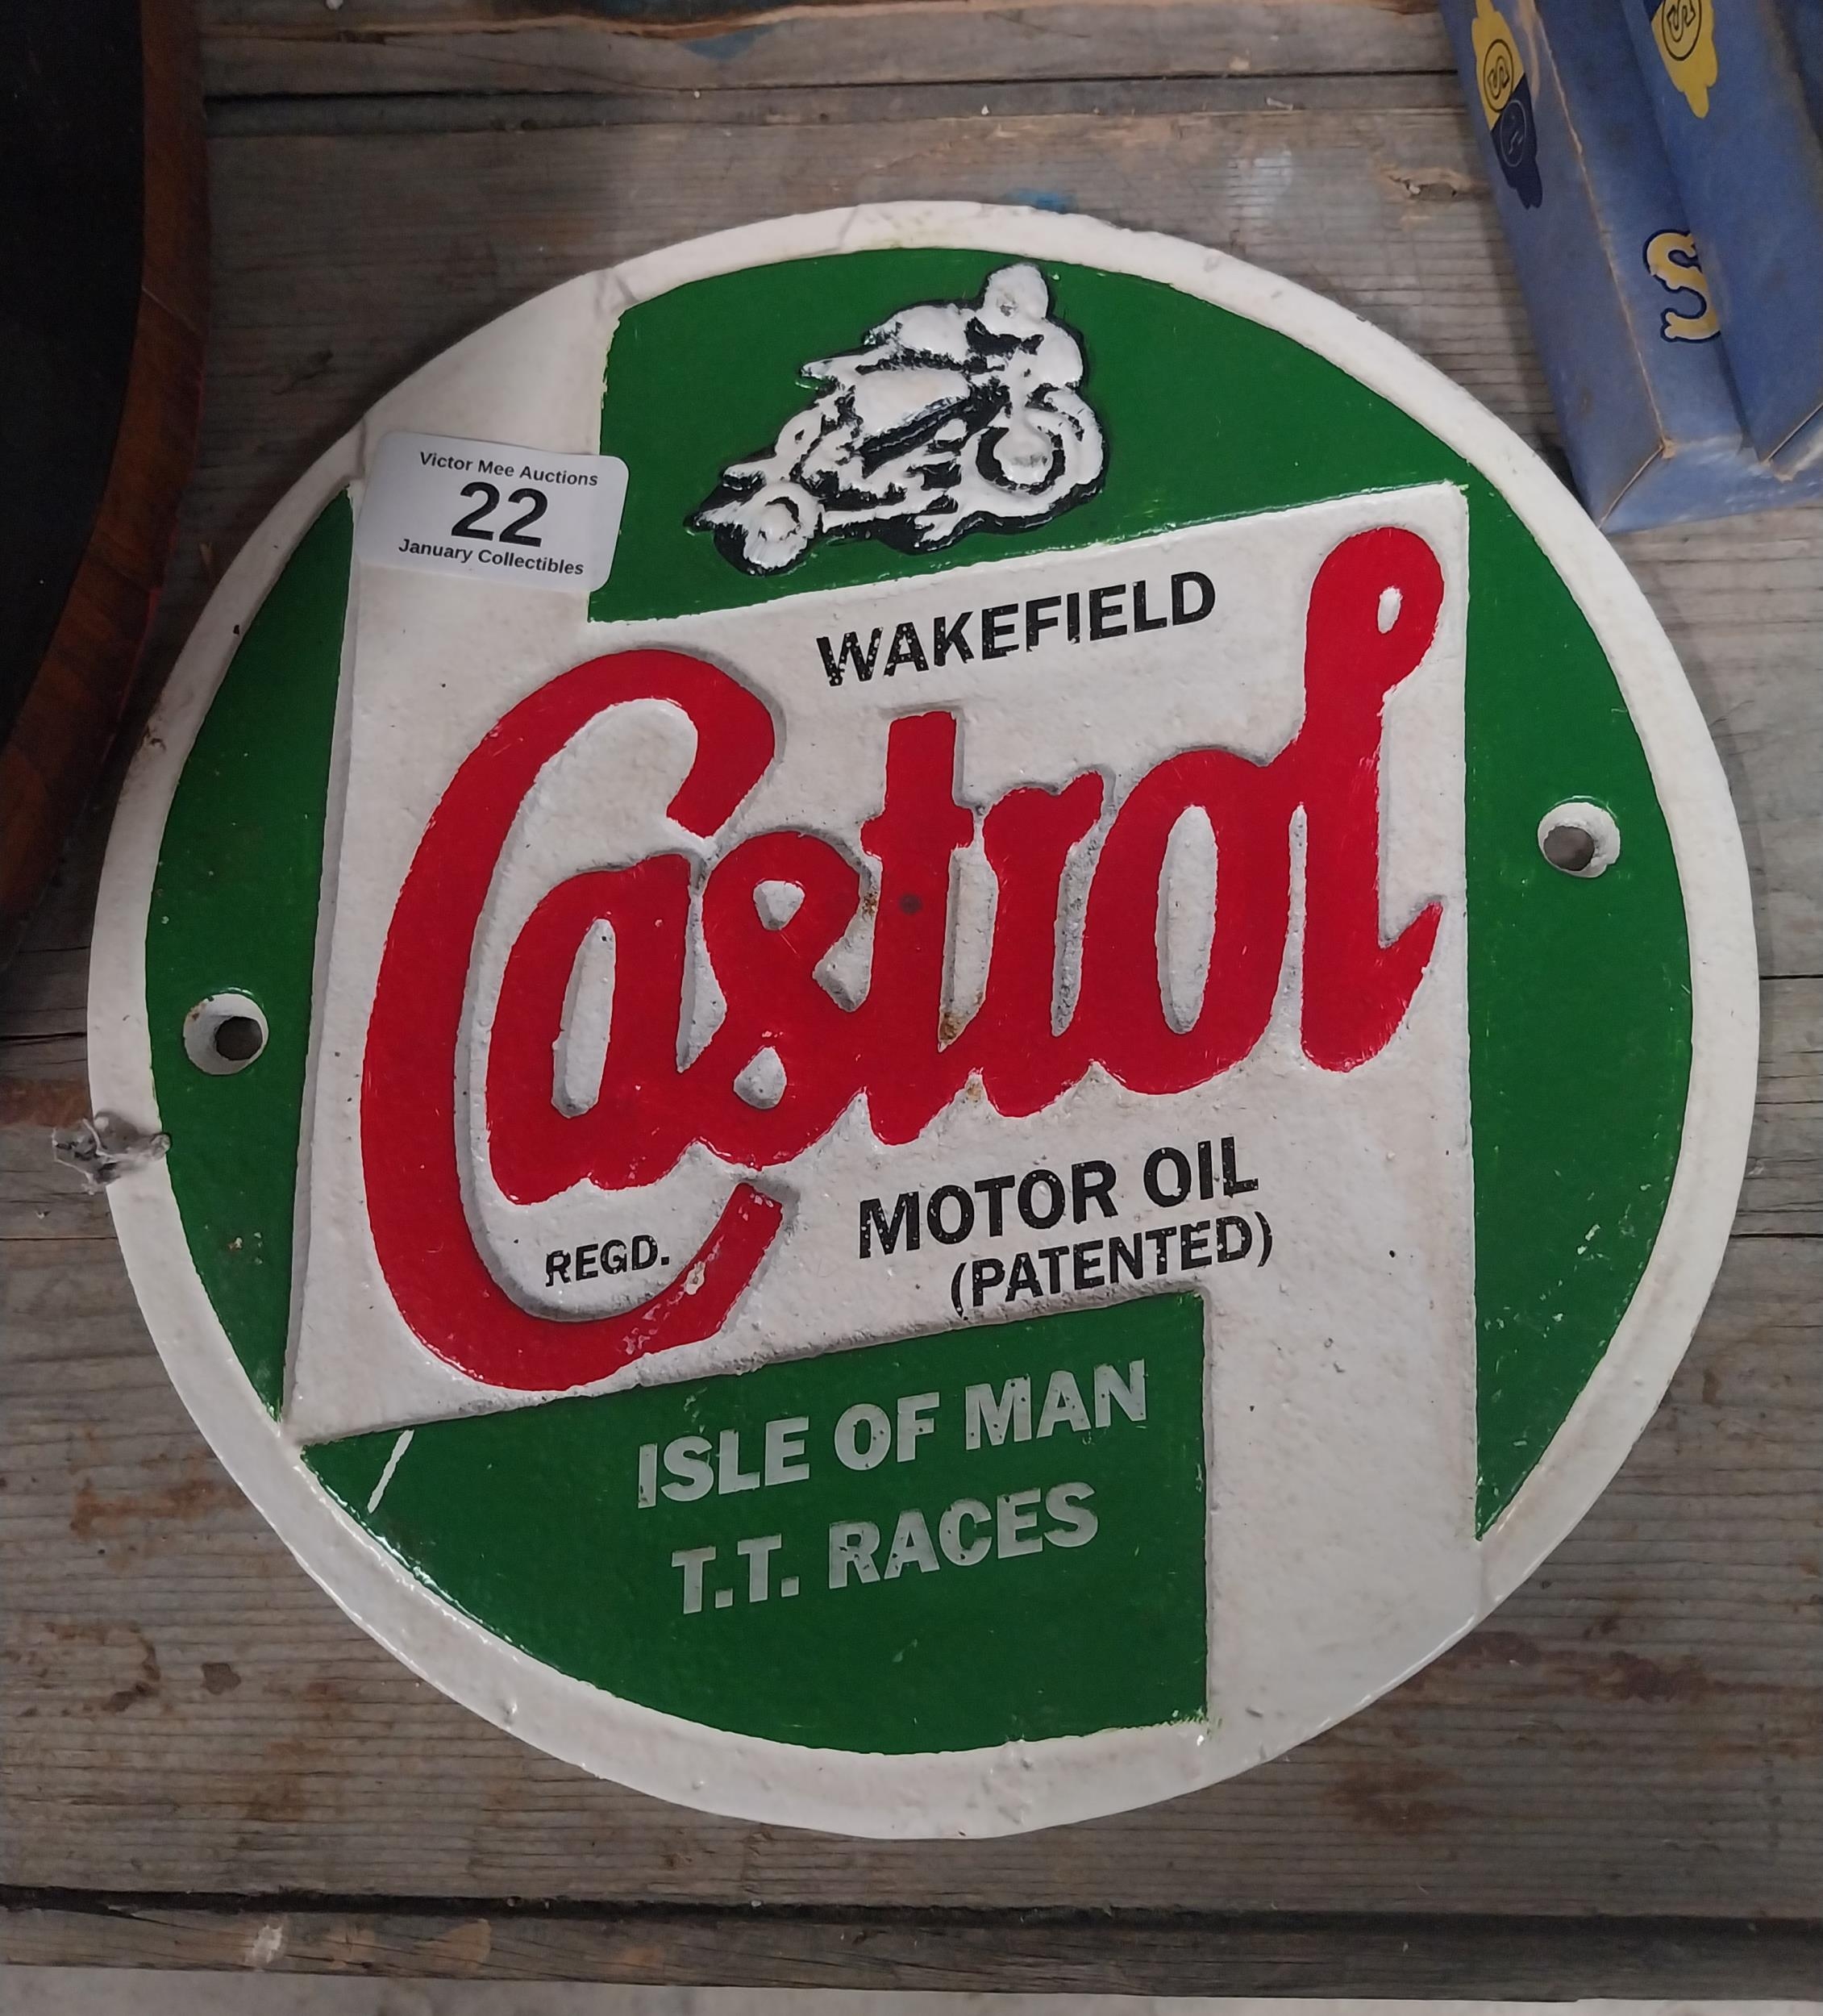 Victor Mee Auctions
22
January Collectibles
WAKEFIELD
Castrol
REGD.
MOTOR OIL
(PATENTED)
ISLE OF MAN
T.T. RACES
S